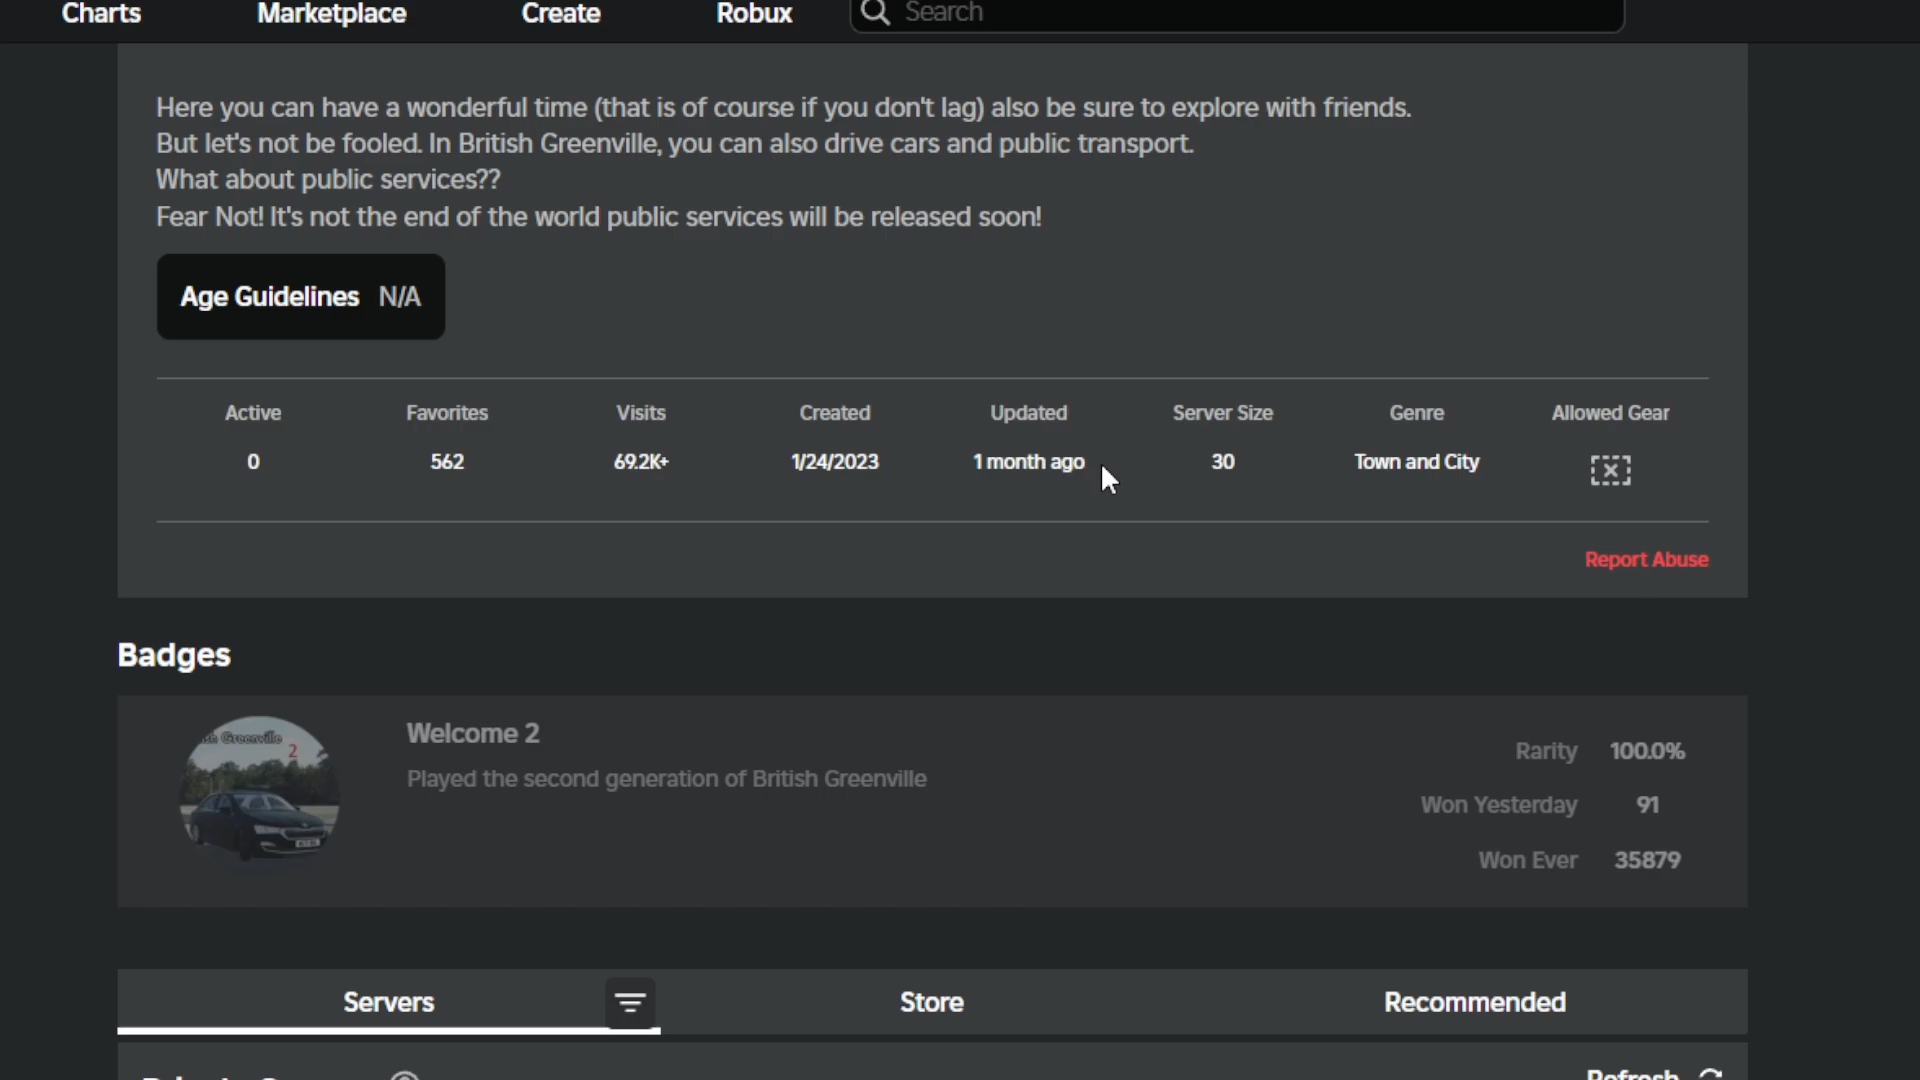 Charts Marketplace Create Robux Search
Here you can have a wonderful time (that is of course if you don't lag) also be sure to explore with friends.
But let's not be fooled. In British Greenville, you can also drive cars and public transport.
What about public services??
Fear Not! It's not the end of the world public services will be released soon!
Age Guidelines N/A
Active Favorites Visits Created Updated Server Size Genre Allowed Gear
0 562 69.2K+ 1/24/2023 1 month ago 30 Town and City
Report Abuse
Badges
Greenville
2
Welcome 2
Played the second generation of British Greenville
Rarity 100.0%
Won Yesterday 91
Won Ever 35879
Servers Store Recommended
Refresh